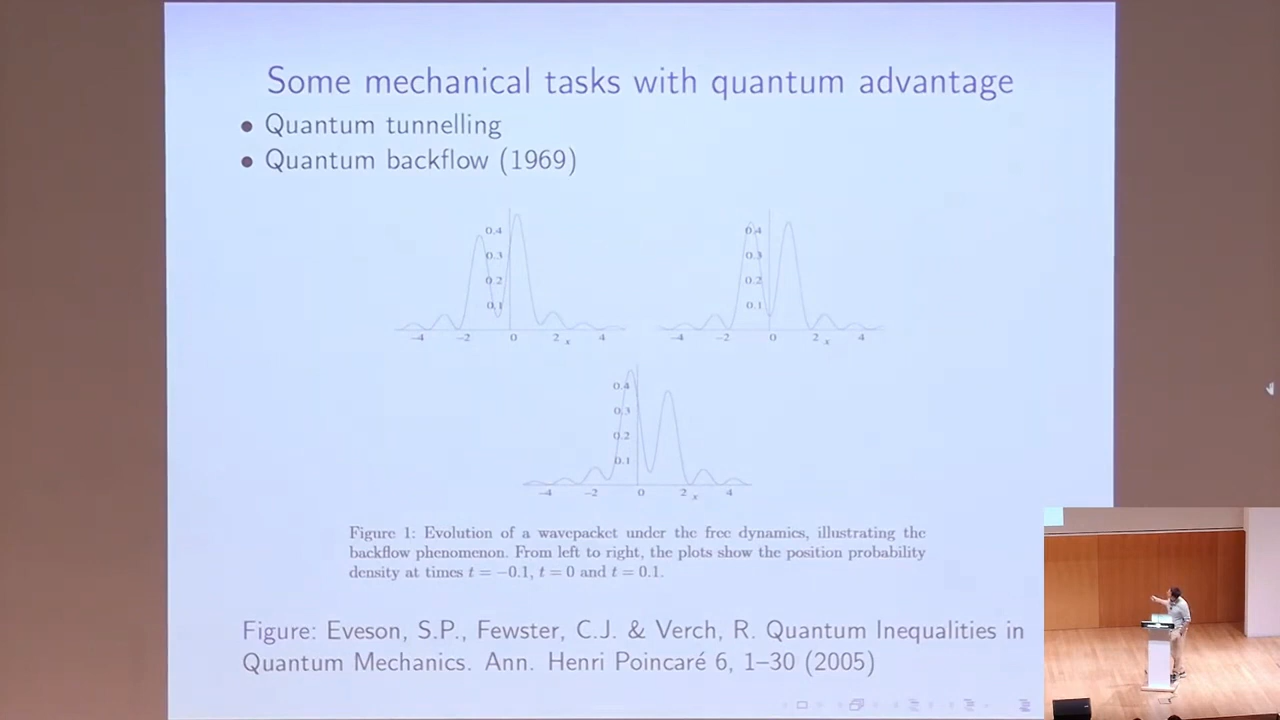 Some mechanical tasks with quantum advantage
• Quantum tunnelling
• Quantum backflow (1969)
0.4
0.3
0.2
0.1
−4 −2 0 2 x 4
0.4
0.3
0.2
0.1
−4 −2 0 2 x 4
0.4
0.3
0.2
0.1
−4 −2 0 2 x 4
Figure 1: Evolution of a wavepacket under the free dynamics, illustrating the
backflow phenomenon. From left to right, the plots show the position probability
density at times t = −0.1, t = 0 and t = 0.1.
Figure: Eveson, S.P., Fewster, C.J. & Verch, R. Quantum Inequalities in
Quantum Mechanics. Ann. Henri Poincaré 6, 1–30 (2005)